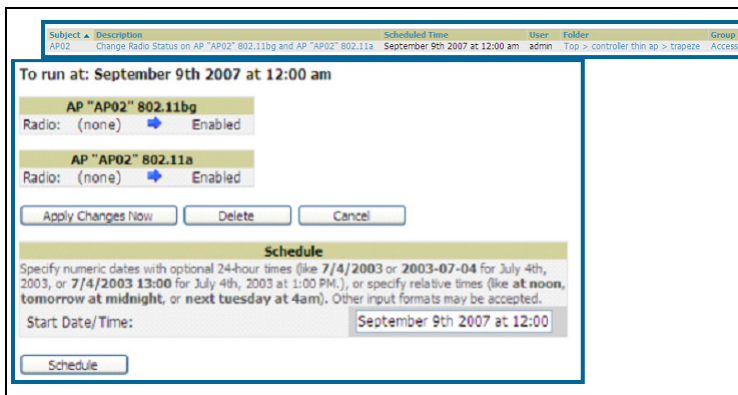 Subject Description Scheduled Time User Folder Group
AP02 Change Radio Status on AP "AP02" 802.11bg and AP "AP02" 802.11a September 9th 2007 at 12:00 am admin Top > controller thin ap > trapeze Access
To run at: September 9th 2007 at 12:00 am
AP "AP02" 802.11bg
Radio: (none) Enabled
AP "AP02" 802.11a
Radio: (none) Enabled
Apply Changes Now Delete Cancel
Schedule
Specify numeric dates with optional 24-hour times (like 7/4/2003 or 2003-07-04 for July 4th,
2003, or 7/4/2003 13:00 for July 4th, 2003 at 1:00 PM.), or specify relative times (like at noon,
tomorrow at midnight, or next tuesday at 4am). Other input formats may be accepted.
Start Date/Time: September 9th 2007 at 12:00
Schedule